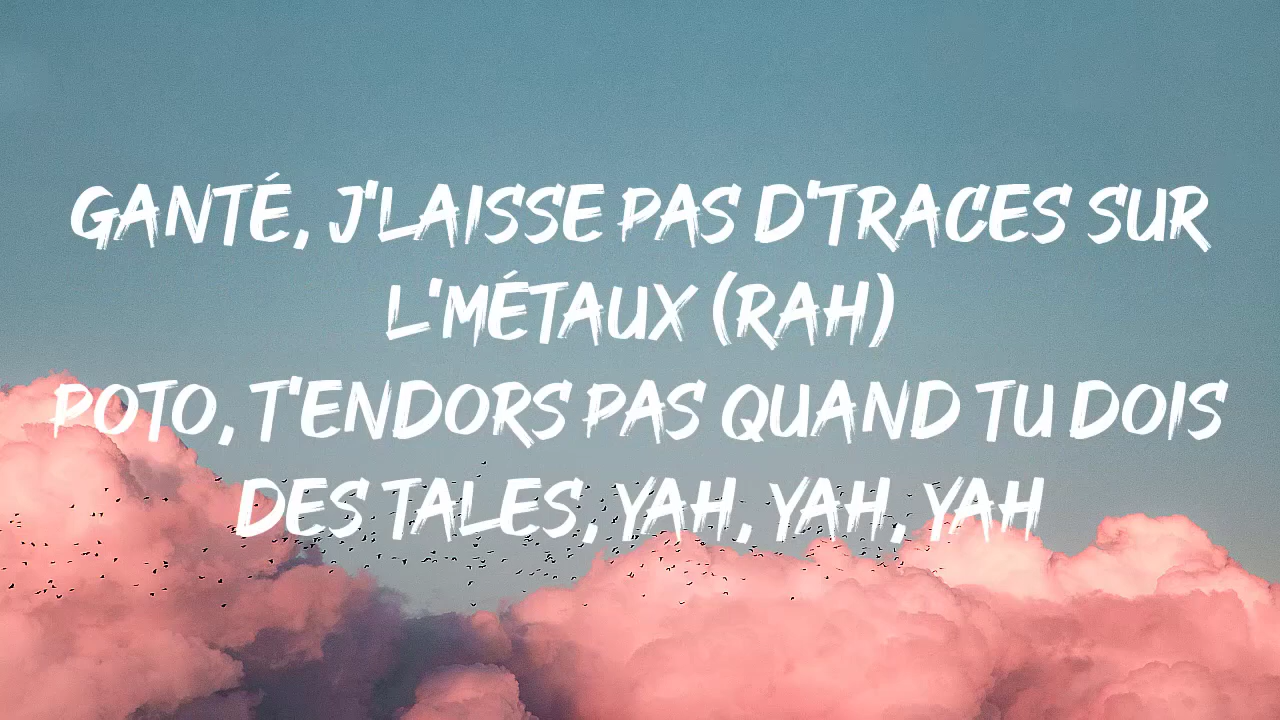 GANTÉ, J'LAISSE PAS D'TRACES SUR
L'MÉTAUX (RAH)
POTO, T'ENDORS PAS QUAND TU DOIS
DES TALES, YAH, YAH, YAH